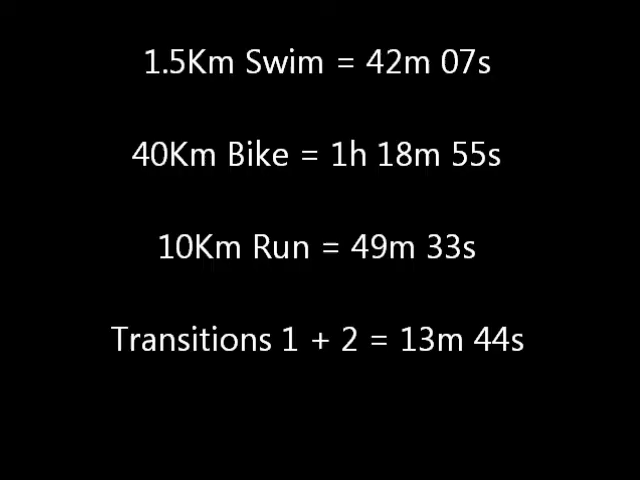 1.5Km Swim = 42m 07s
40Km Bike = 1h 18m 55s
10Km Run = 49m 33s
Transitions 1 + 2 = 13m 44s